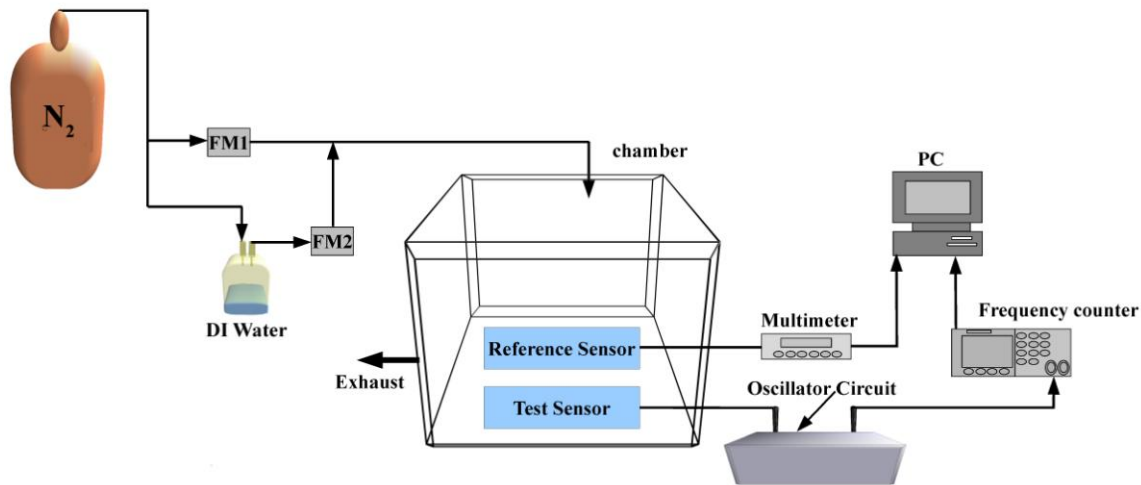 N2
FM1
FM2
DI Water
chamber
Exhaust
Reference Sensor
Test Sensor
Multimeter
PC
Frequency counter
Oscillator Circuit